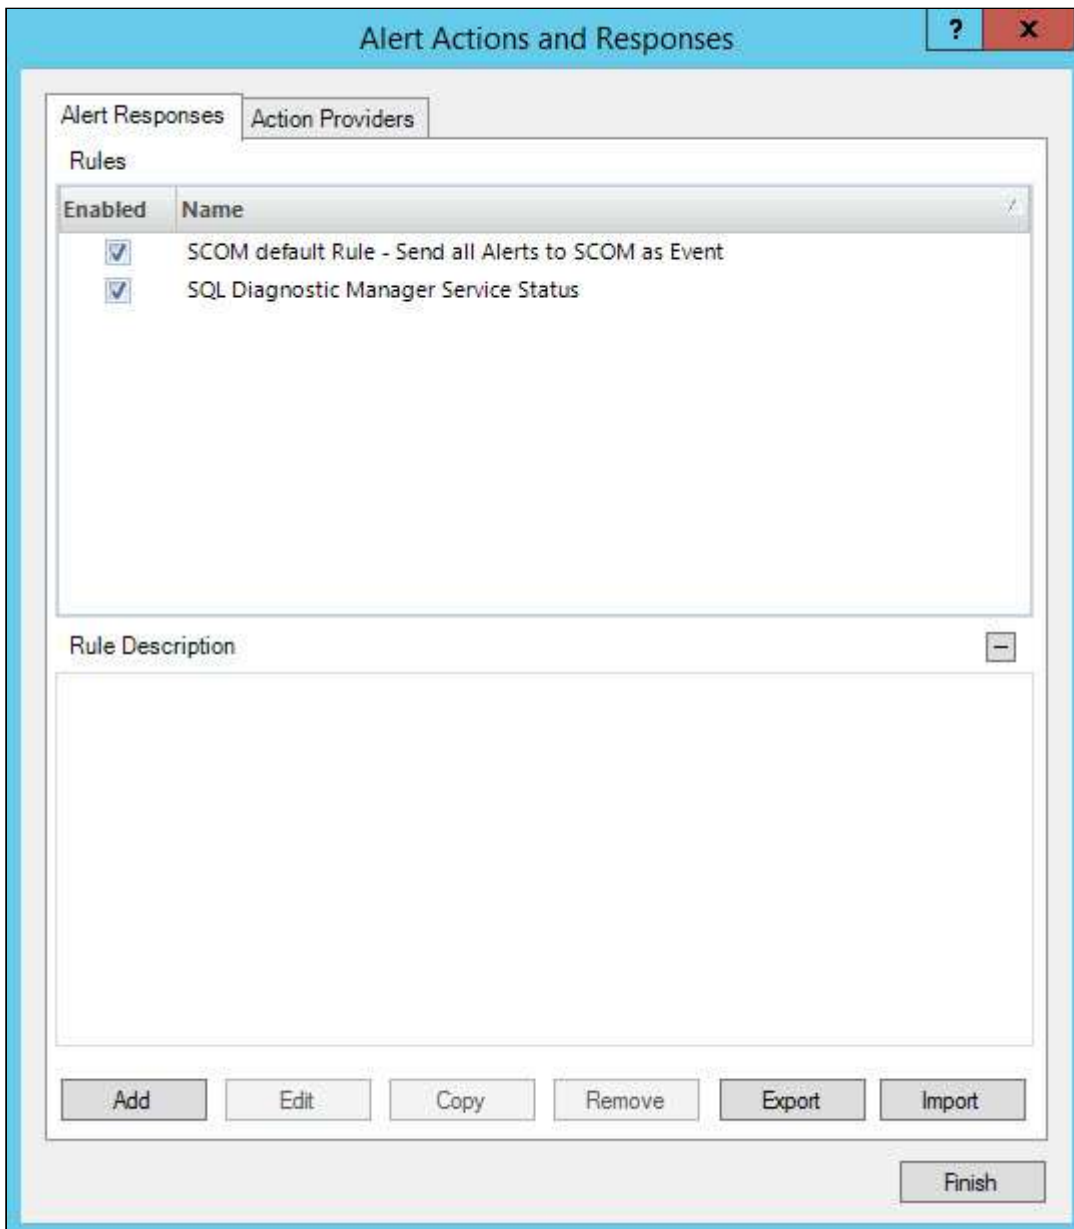 Alert Actions and Responses ? x
Alert Responses Action Providers
Rules
Enabled Name
SCOM default Rule - Send all Alerts to SCOM as Event
SQL Diagnostic Manager Service Status
Rule Description
Add Edit Copy Remove Export Import
Finish